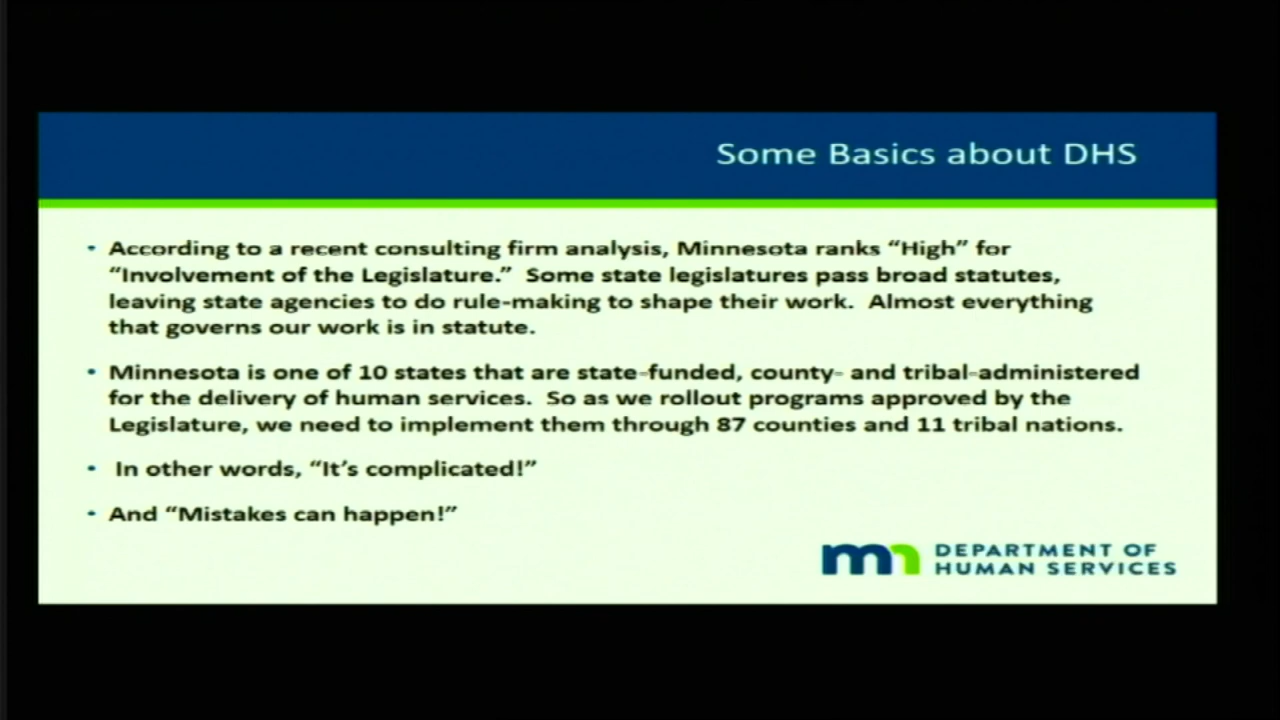 Some Basics about DHS
• According to a recent consulting firm analysis, Minnesota ranks “High” for
“Involvement of the Legislature.”  Some state legislatures pass broad statutes,
leaving state agencies to do rule-making to shape their work.  Almost everything
that governs our work is in statute.
• Minnesota is one of 10 states that are state-funded, county- and tribal-administered
for the delivery of human services.  So as we rollout programs approved by the
Legislature, we need to implement them through 87 counties and 11 tribal nations.
• In other words, “It’s complicated!”
• And “Mistakes can happen!”
mn DEPARTMENT OF
HUMAN SERVICES